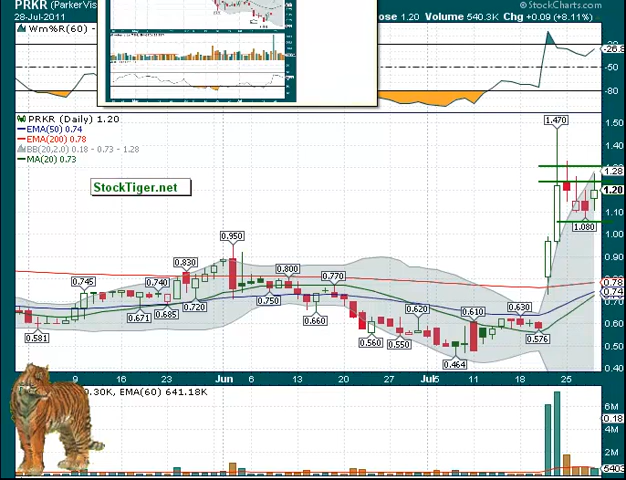 PRKR (ParkerVis
© StockCharts.com
28-Jul-2011
ose 1.20 Volume 540.3K Chg +0.09 (+8.11%)
Wm%R(60) -
-20
-26.8
-50
-80
PRKR (Daily) 1.20
EMA(50) 0.74
EMA(200) 0.78
BB(20,2.0) 0.18 - 0.73 - 1.28
MA(20) 0.73
StockTiger.net
1.50
1.40
1.30
1.28
1.20
1.10
1.00
0.90
0.80
0.78
0.74
0.60
0.50
0.40
1.470
1.080
0.950
0.830
0.800
0.745
0.740
0.770
0.750
0.720
0.671
0.685
0.660
0.581
0.620
0.610
0.630
0.560
0.550
0.576
0.464
9 16 23 Jun 6 13 20 27 Jul5 11 18 25
0.30K, EMA(60) 641.18K
6M
4M
2M
0.18
5403